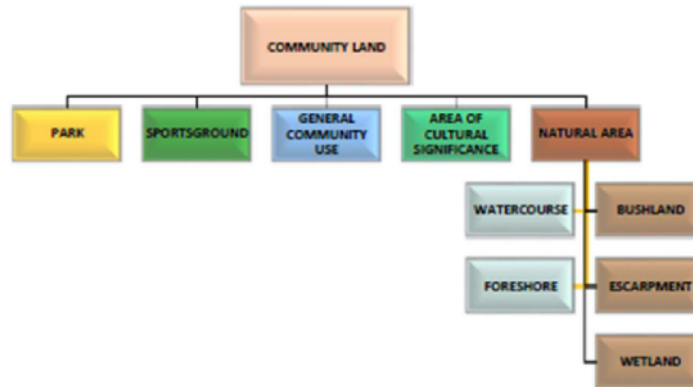 COMMUNITY LAND
PARK
SPORTSGROUND
GENERAL
COMMUNITY
USE
AREA OF
CULTURAL
SIGNIFICANCE
NATURAL AREA
WATERCOURSE
BUSHLAND
FORESHORE
ESCARPMENT
WETLAND